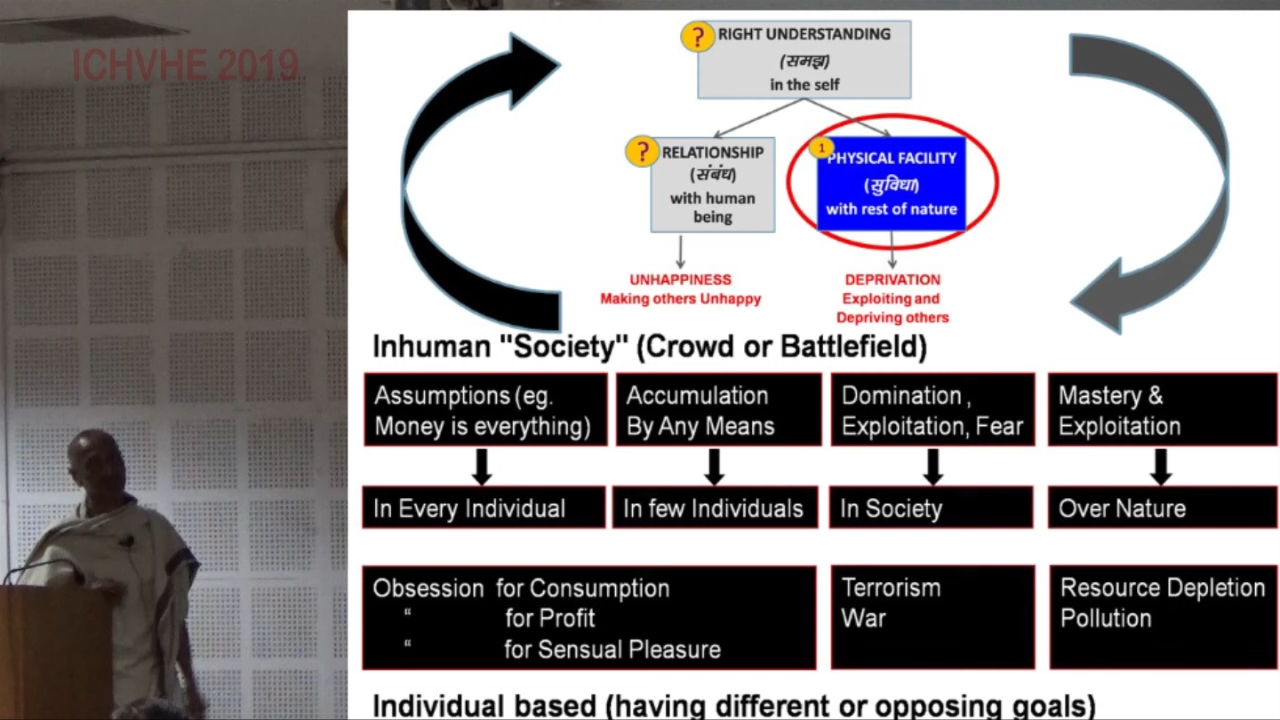 ICHVHE 2019
?
RIGHT UNDERSTANDING
(समझ)
in the self
?
RELATIONSHIP
(संबंध)
with human
being
1
PHYSICAL FACILITY
(सुविधा)
with rest of nature
UNHAPPINESS
Making others Unhappy
DEPRIVATION
Exploiting and
Depriving others
Inhuman "Society" (Crowd or Battlefield)
Assumptions (eg.
Money is everything)
Accumulation
By Any Means
Domination ,
Exploitation, Fear
Mastery &
Exploitation
In Every Individual
In few Individuals
In Society
Over Nature
Obsession for Consumption
“ for Profit
“ for Sensual Pleasure
Terrorism
War
Resource Depletion
Pollution
Individual based (having different or opposing goals)